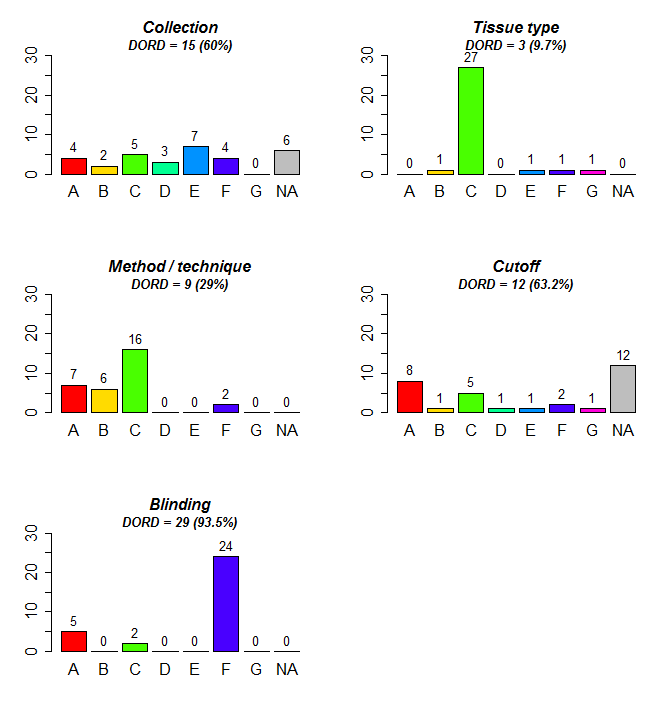 Collection
DORD = 15 (60%)
0 10 20 30
4 2 5 3 7 4 0 6
A B C D E F G NA
Tissue type
DORD = 3 (9.7%)
0 10 20 30
0 1 27 0 1 1 1 0
A B C D E F G NA
Method / technique
DORD = 9 (29%)
0 10 20 30
7 6 16 0 0 2 0 0
A B C D E F G NA
Cutoff
DORD = 12 (63.2%)
0 10 20 30
8 1 5 1 1 2 1 12
A B C D E F G NA
Blinding
DORD = 29 (93.5%)
0 10 20 30
5 0 2 0 0 24 0 0
A B C D E F G NA